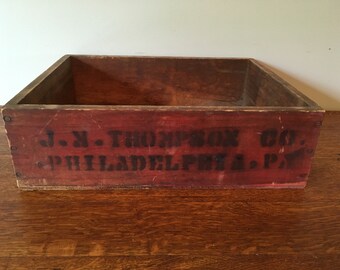 J. N. THOMPSON CO.
. PHILADELPHIA. PA